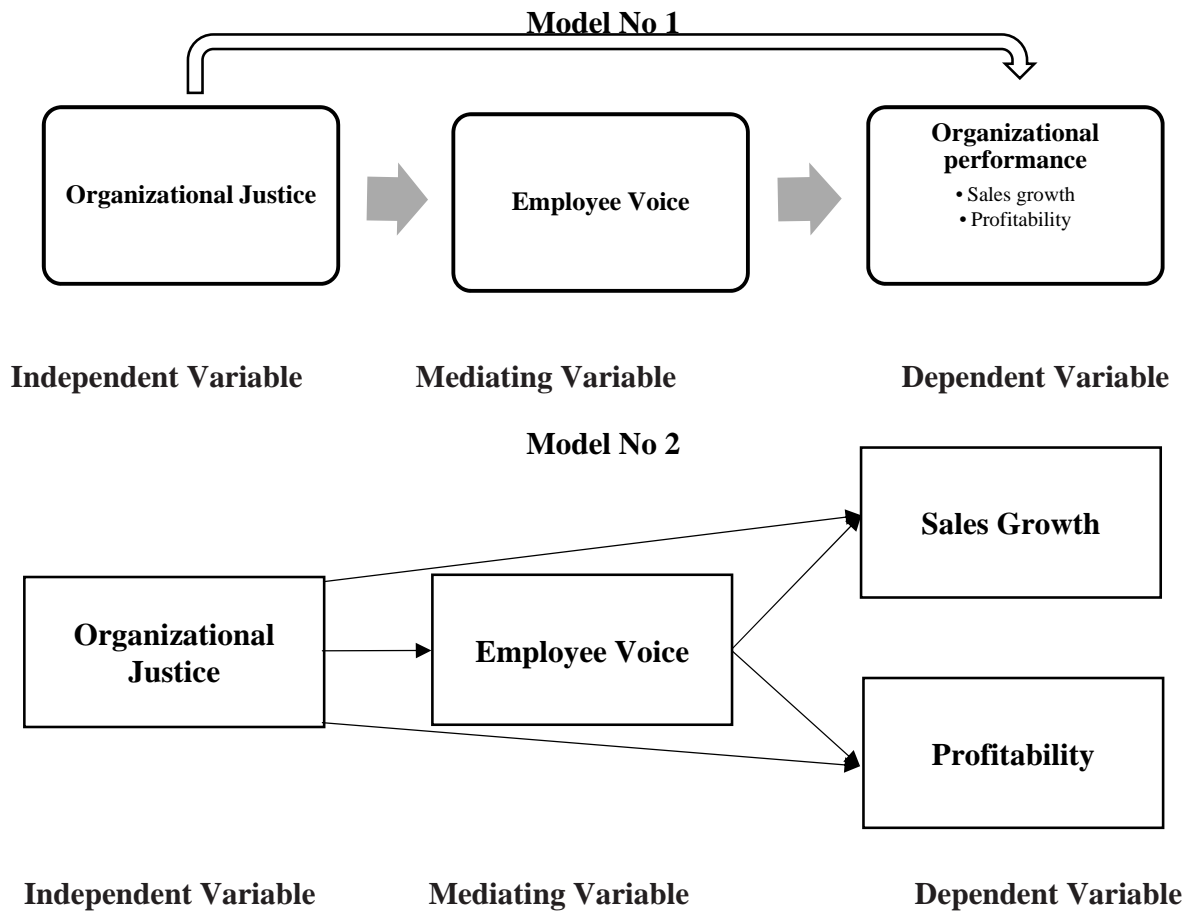 Model No 1
Organizational Justice
Employee Voice
Organizational
performance
• Sales growth
• Profitability
Independent Variable
Mediating Variable
Dependent Variable
Model No 2
Sales Growth
Organizational
Justice
Employee Voice
Profitability
Independent Variable
Mediating Variable
Dependent Variable